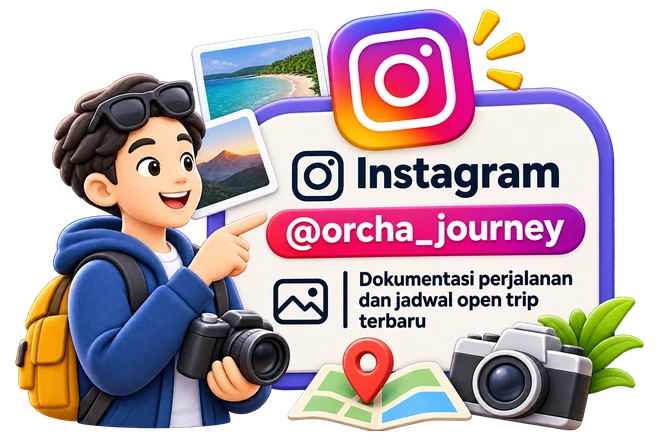 Instagram
@orcha_journey
Dokumentasi perjalanan
dan jadwal open trip
terbaru